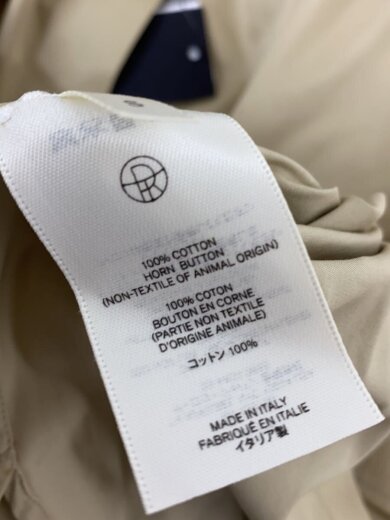 100% COTTON
HORN BUTTON
(NON-TEXTILE OF ANIMAL ORIGIN)
100% COTON
BOUTON EN CORNE
(PARTIE NON TEXTILE
D'ORIGINE ANIMALE)
コットン 100%
MADE IN ITALY
FABRIQUÉ EN ITALIE
イタリア製